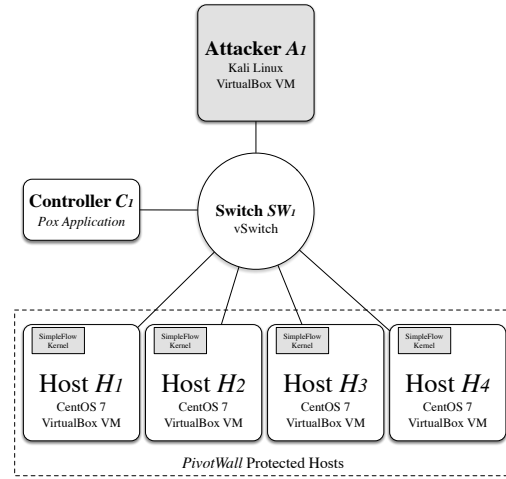 Attacker A1
Kali Linux
VirtualBox VM
Controller C1
Pox Application
Switch SW1
vSwitch
SimpleFlow
Kernel
Host H1
CentOS 7
VirtualBox VM
SimpleFlow
Kernel
Host H2
CentOS 7
VirtualBox VM
SimpleFlow
Kernel
Host H3
CentOS 7
VirtualBox VM
SimpleFlow
Kernel
Host H4
CentOS 7
VirtualBox VM
PivotWall Protected Hosts